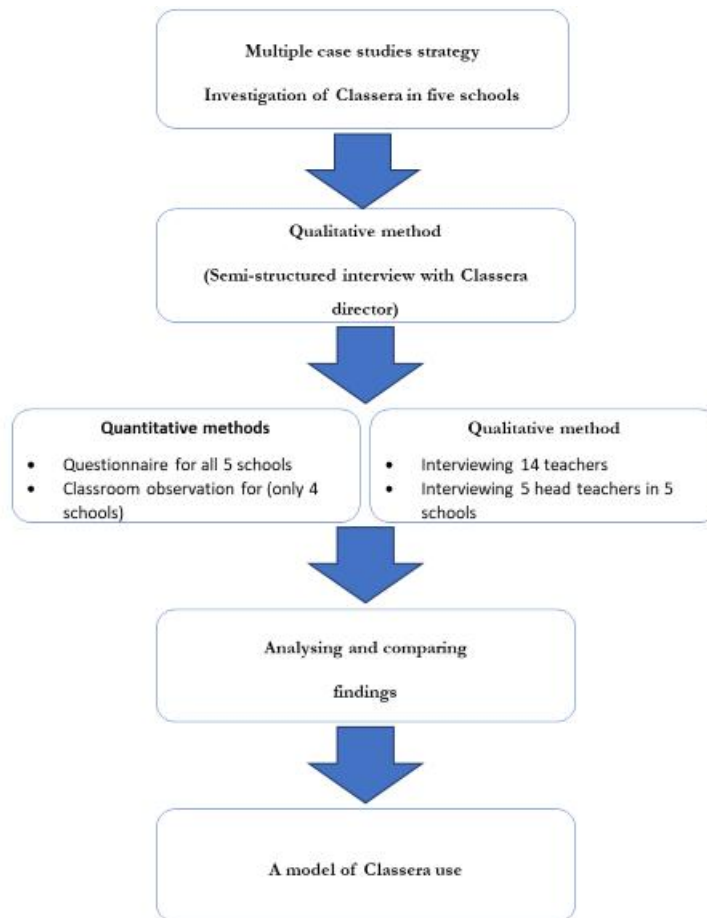 Multiple case studies strategy
Investigation of Classera in five schools
Qualitative method
(Semi-structured interview with Classera
director)
Quantitative methods
• Questionnaire for all 5 schools
• Classroom observation for (only 4
schools)
Qualitative method
• Interviewing 14 teachers
• Interviewing 5 head teachers in 5
schools
Analysing and comparing
findings
A model of Classera use